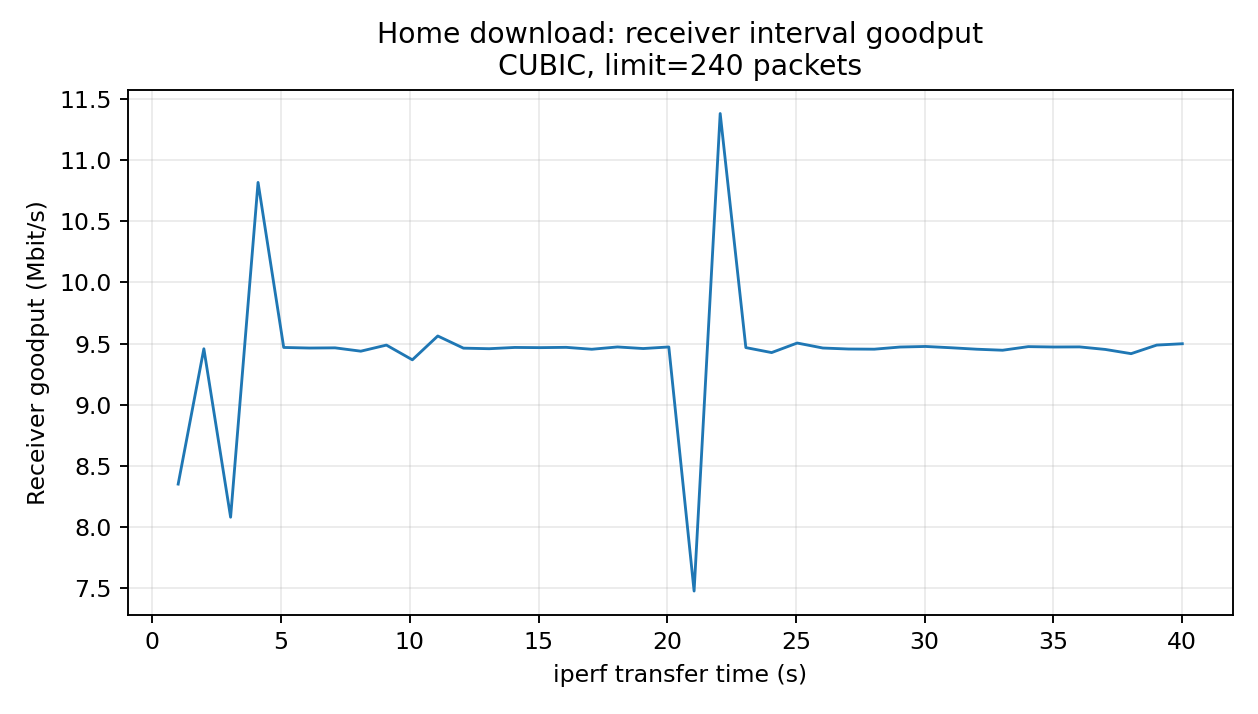 Home download: receiver interval goodput
CUBIC, limit=240 packets
Receiver goodput (Mbit/s)
11.5
11.0
10.5
10.0
9.5
9.0
8.5
8.0
7.5
0 5 10 15 20 25 30 35 40
iperf transfer time (s)